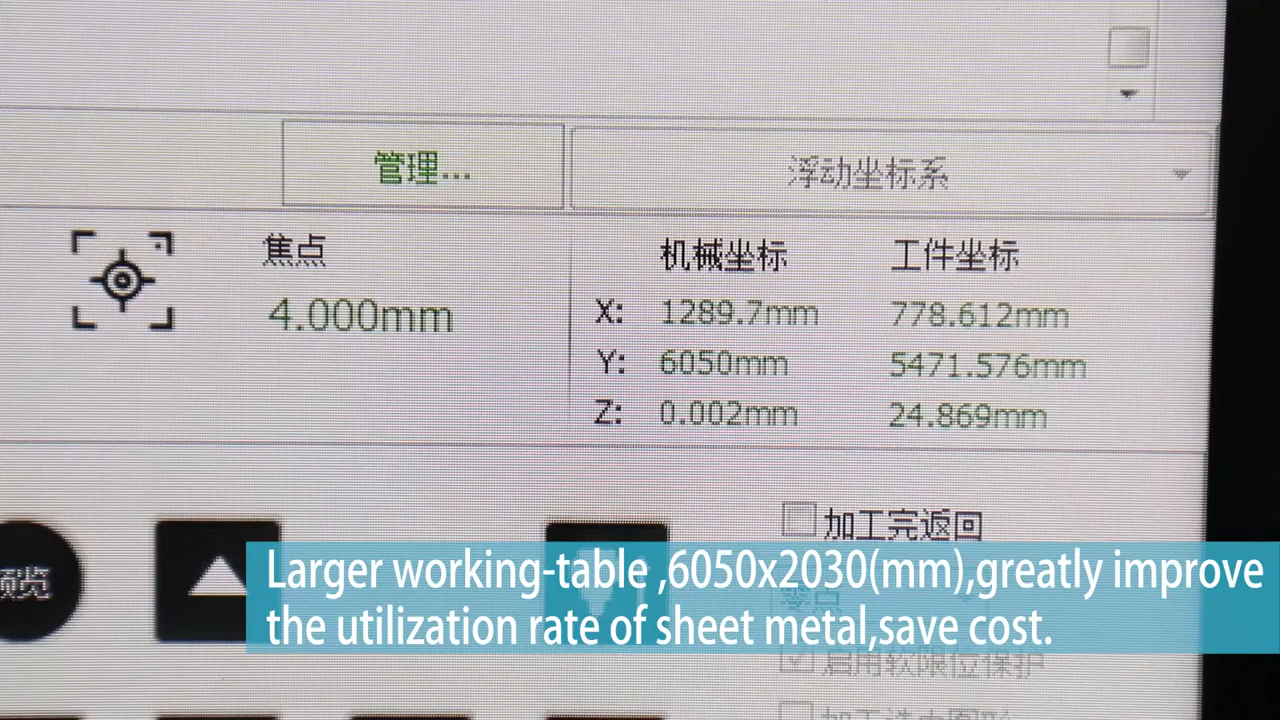 管理...
浮动坐标系
焦点
4.000mm
机械坐标 工件坐标
X: 1289.7mm 778.612mm
Y: 6050mm 5471.576mm
Z: 0.002mm 24.869mm
加工完返回
预览
零点
Larger working-table ,6050x2030(mm),greatly improve
the utilization rate of sheet metal,save cost.
启用软限位保护